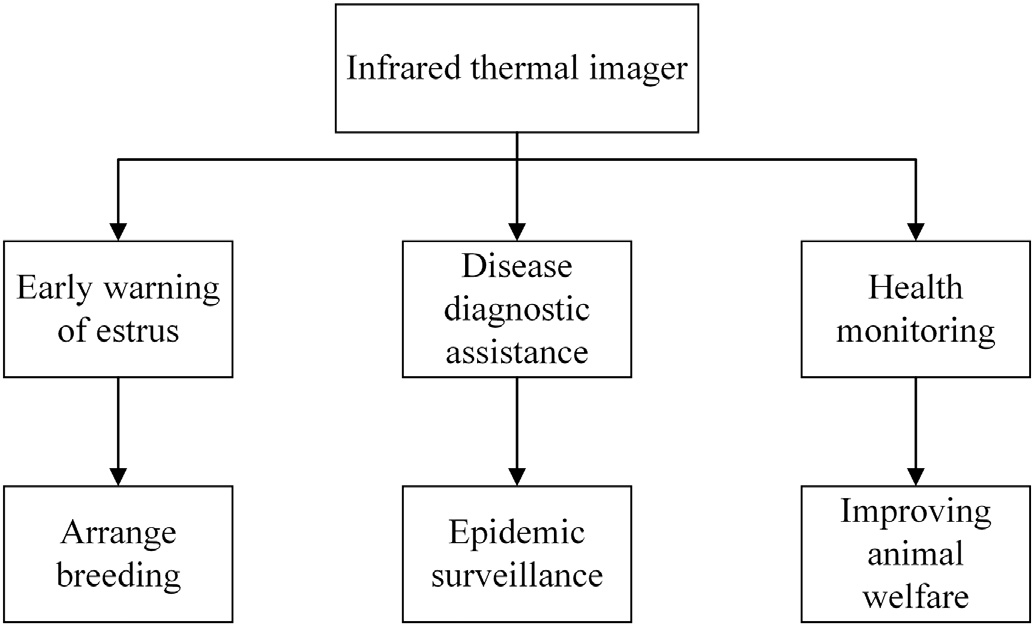 Infrared thermal imager
Early warning
of estrus
Disease
diagnostic
assistance
Health
monitoring
Arrange
breeding
Epidemic
surveillance
Improving
animal
welfare